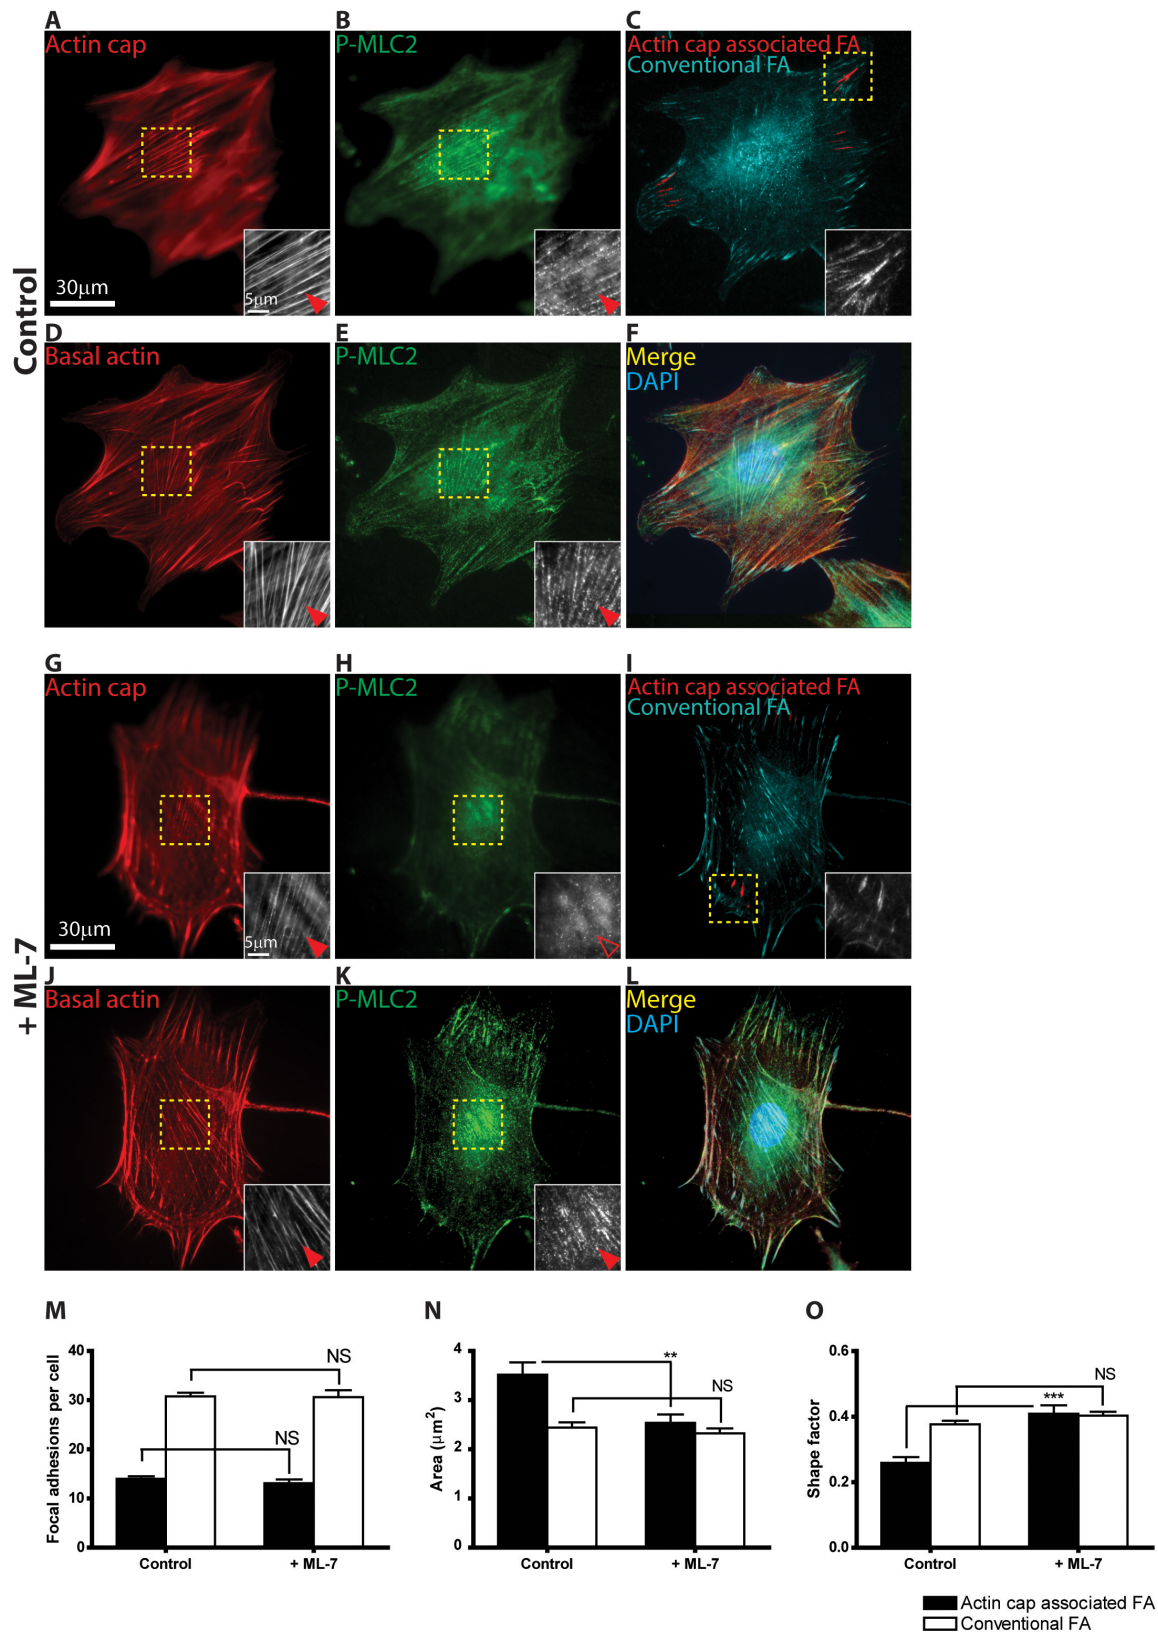 A
B
C
Actin cap
P-MLC2
Actin cap associated FA
Conventional FA
Control
30μm
5μm
D
E
F
Basal actin
P-MLC2
Merge
DAPI
G
H
I
Actin cap
P-MLC2
Actin cap associated FA
Conventional FA
+ ML-7
30μm
5μm
J
K
L
Basal actin
P-MLC2
Merge
DAPI
M
N
O
Focal adhesions per cell
40
30
20
10
0
NS
NS
Control
+ ML-7
Area (μm²)
4
3
2
1
0
**
NS
Control
+ ML-7
Shape factor
0.6
0.4
0.2
0.0
NS
***
Control
+ ML-7
Actin cap associated FA
Conventional FA